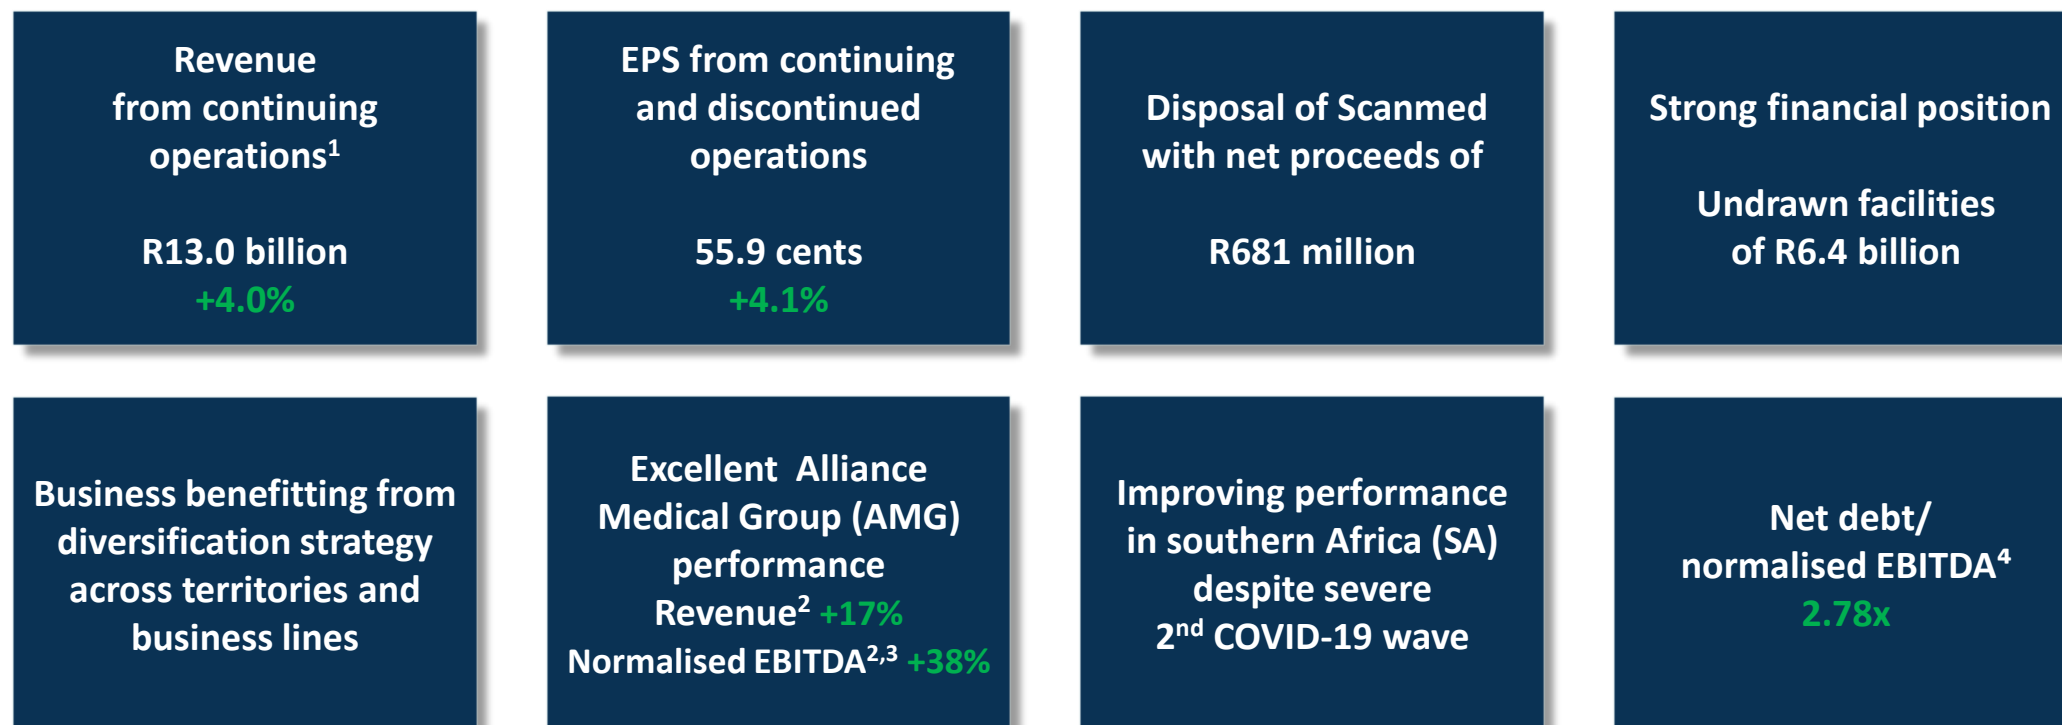 Revenue
from continuing
operations¹
R13.0 billion
+4.0%
EPS from continuing
and discontinued
operations
55.9 cents
+4.1%
Disposal of Scanmed
with net proceeds of
R681 million
Strong financial position
Undrawn facilities
of R6.4 billion
Business benefitting from
diversification strategy
across territories and
business lines
Excellent Alliance
Medical Group (AMG)
performance
Revenue² +17%
Normalised EBITDA²,³ +38%
Improving performance
in southern Africa (SA)
despite severe
2ⁿᵈ COVID-19 wave
Net debt/
normalised EBITDA⁴
2.78x